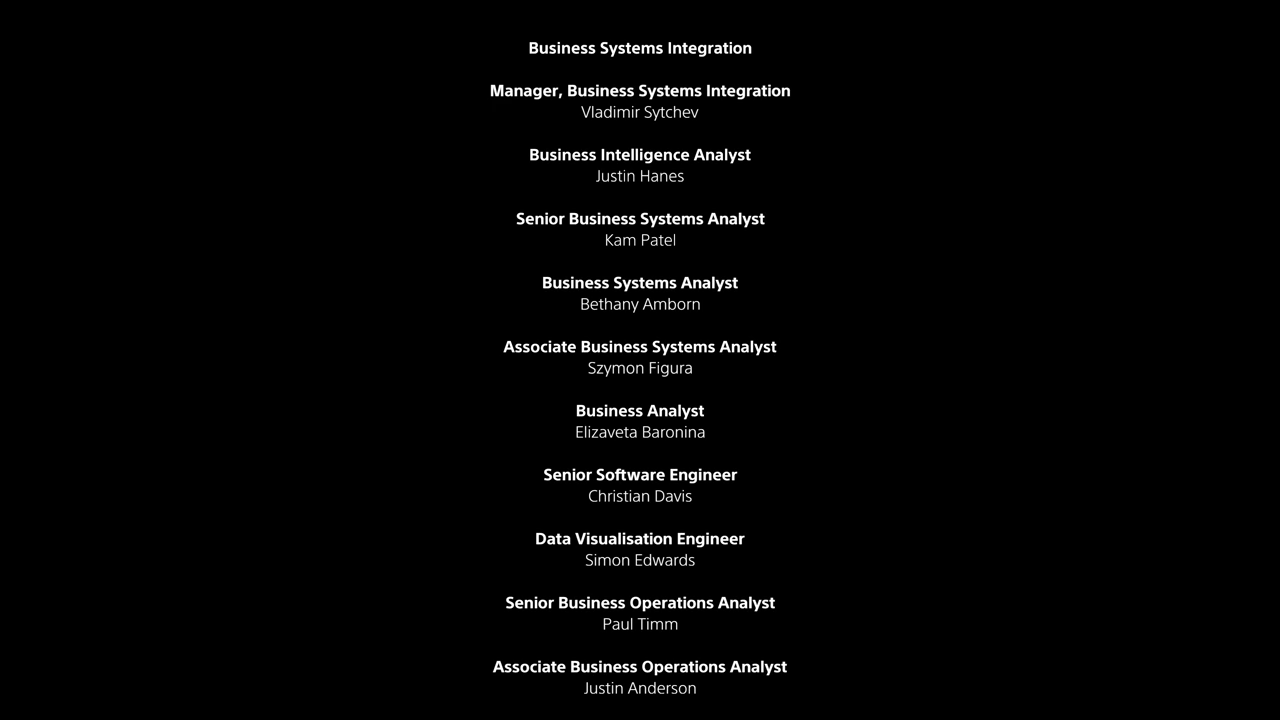 Business Systems Integration
Manager, Business Systems Integration
Vladimir Sytchev
Business Intelligence Analyst
Justin Hanes
Senior Business Systems Analyst
Kam Patel
Business Systems Analyst
Bethany Amborn
Associate Business Systems Analyst
Szymon Figura
Business Analyst
Elizaveta Baronina
Senior Software Engineer
Christian Davis
Data Visualisation Engineer
Simon Edwards
Senior Business Operations Analyst
Paul Timm
Associate Business Operations Analyst
Justin Anderson